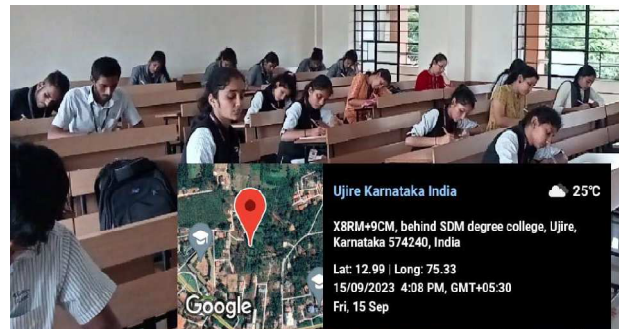 Ujire Karnataka India
25°C
X8RM+9CM, behind SDM degree college, Ujire,
Karnataka 574240, India
Lat: 12.99 | Long: 75.33
15/09/2023 4:08 PM, GMT+05:30
Fri, 15 Sep
Google